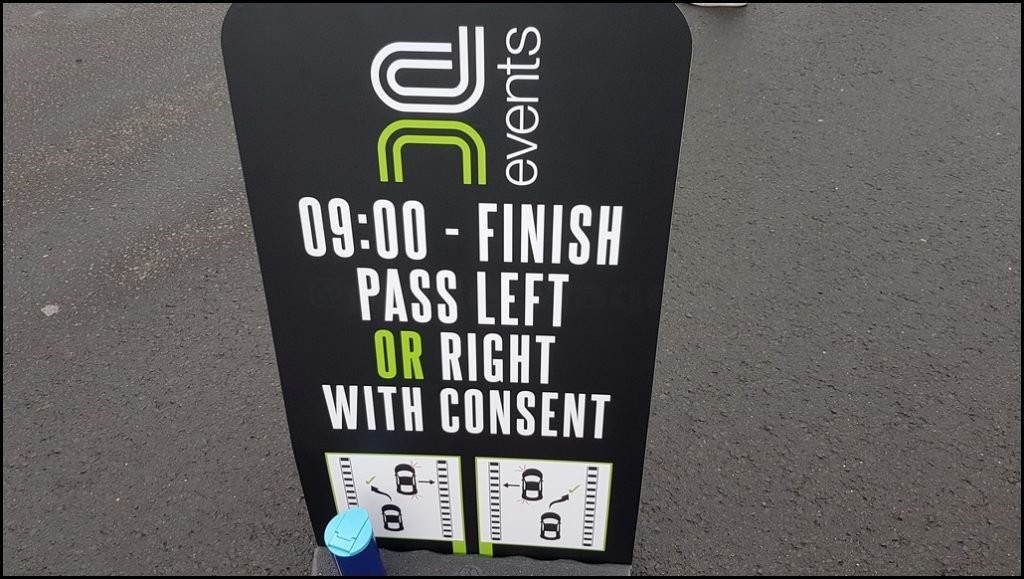 events
09:00 - FINISH
PASS LEFT
OR RIGHT
WITH CONSENT